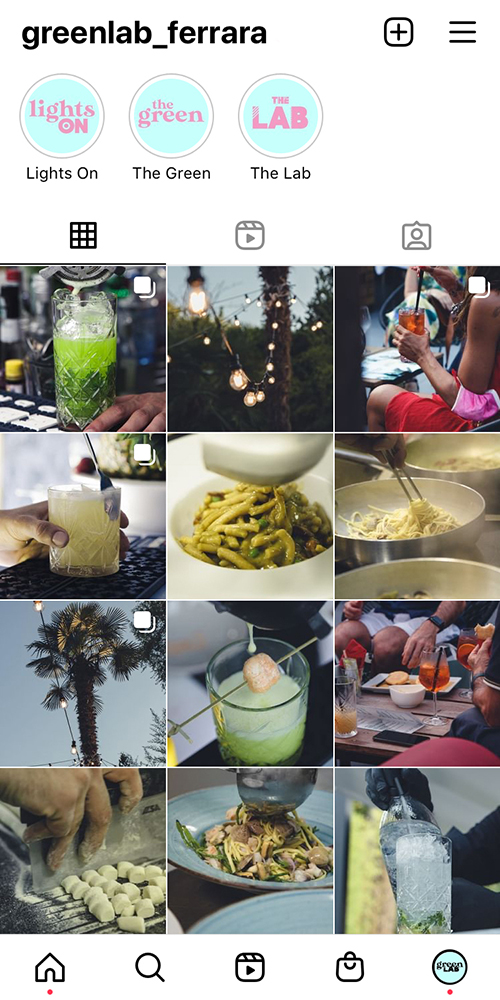 greenlab_ferrara
lights
ON
the
green
THE
LAB
Lights On
The Green
The Lab
green
LAB